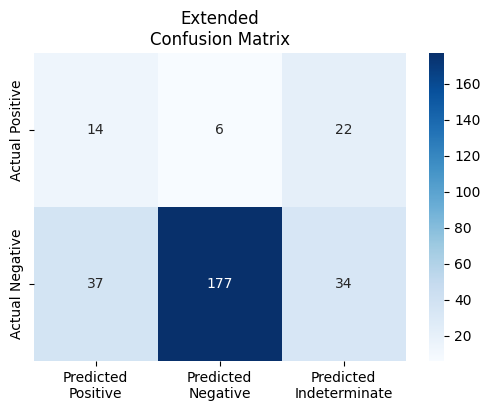 Extended
Confusion Matrix
Actual Positive
14 6 22
Actual Negative
37 177 34
Predicted Predicted Predicted
Positive Negative Indeterminate
160
140
120
100
80
60
40
20